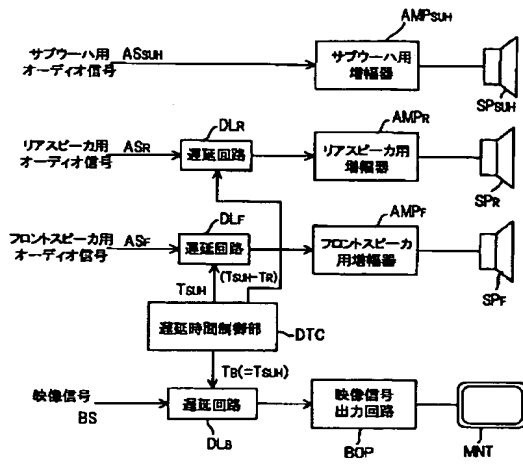 AMPSUH
サブウーハ用
オーディオ信号
ASSUH
サブウーハ用
増幅器
SPSUH
DLR
AMPR
リアスピーカ用
オーディオ信号
ASR
遅延回路
リアスピーカ用
増幅器
SPR
DLF
AMPF
フロントスピーカ用
オーディオ信号
ASF
遅延回路
フロントスピーカ
用増幅器
SPF
TSUH
(TSUH-TR)
遅延時間制御部
DTC
TB(=TSUH)
映像信号
BS
遅延回路
映像信号
出力回路
DLB
BOP
MNT